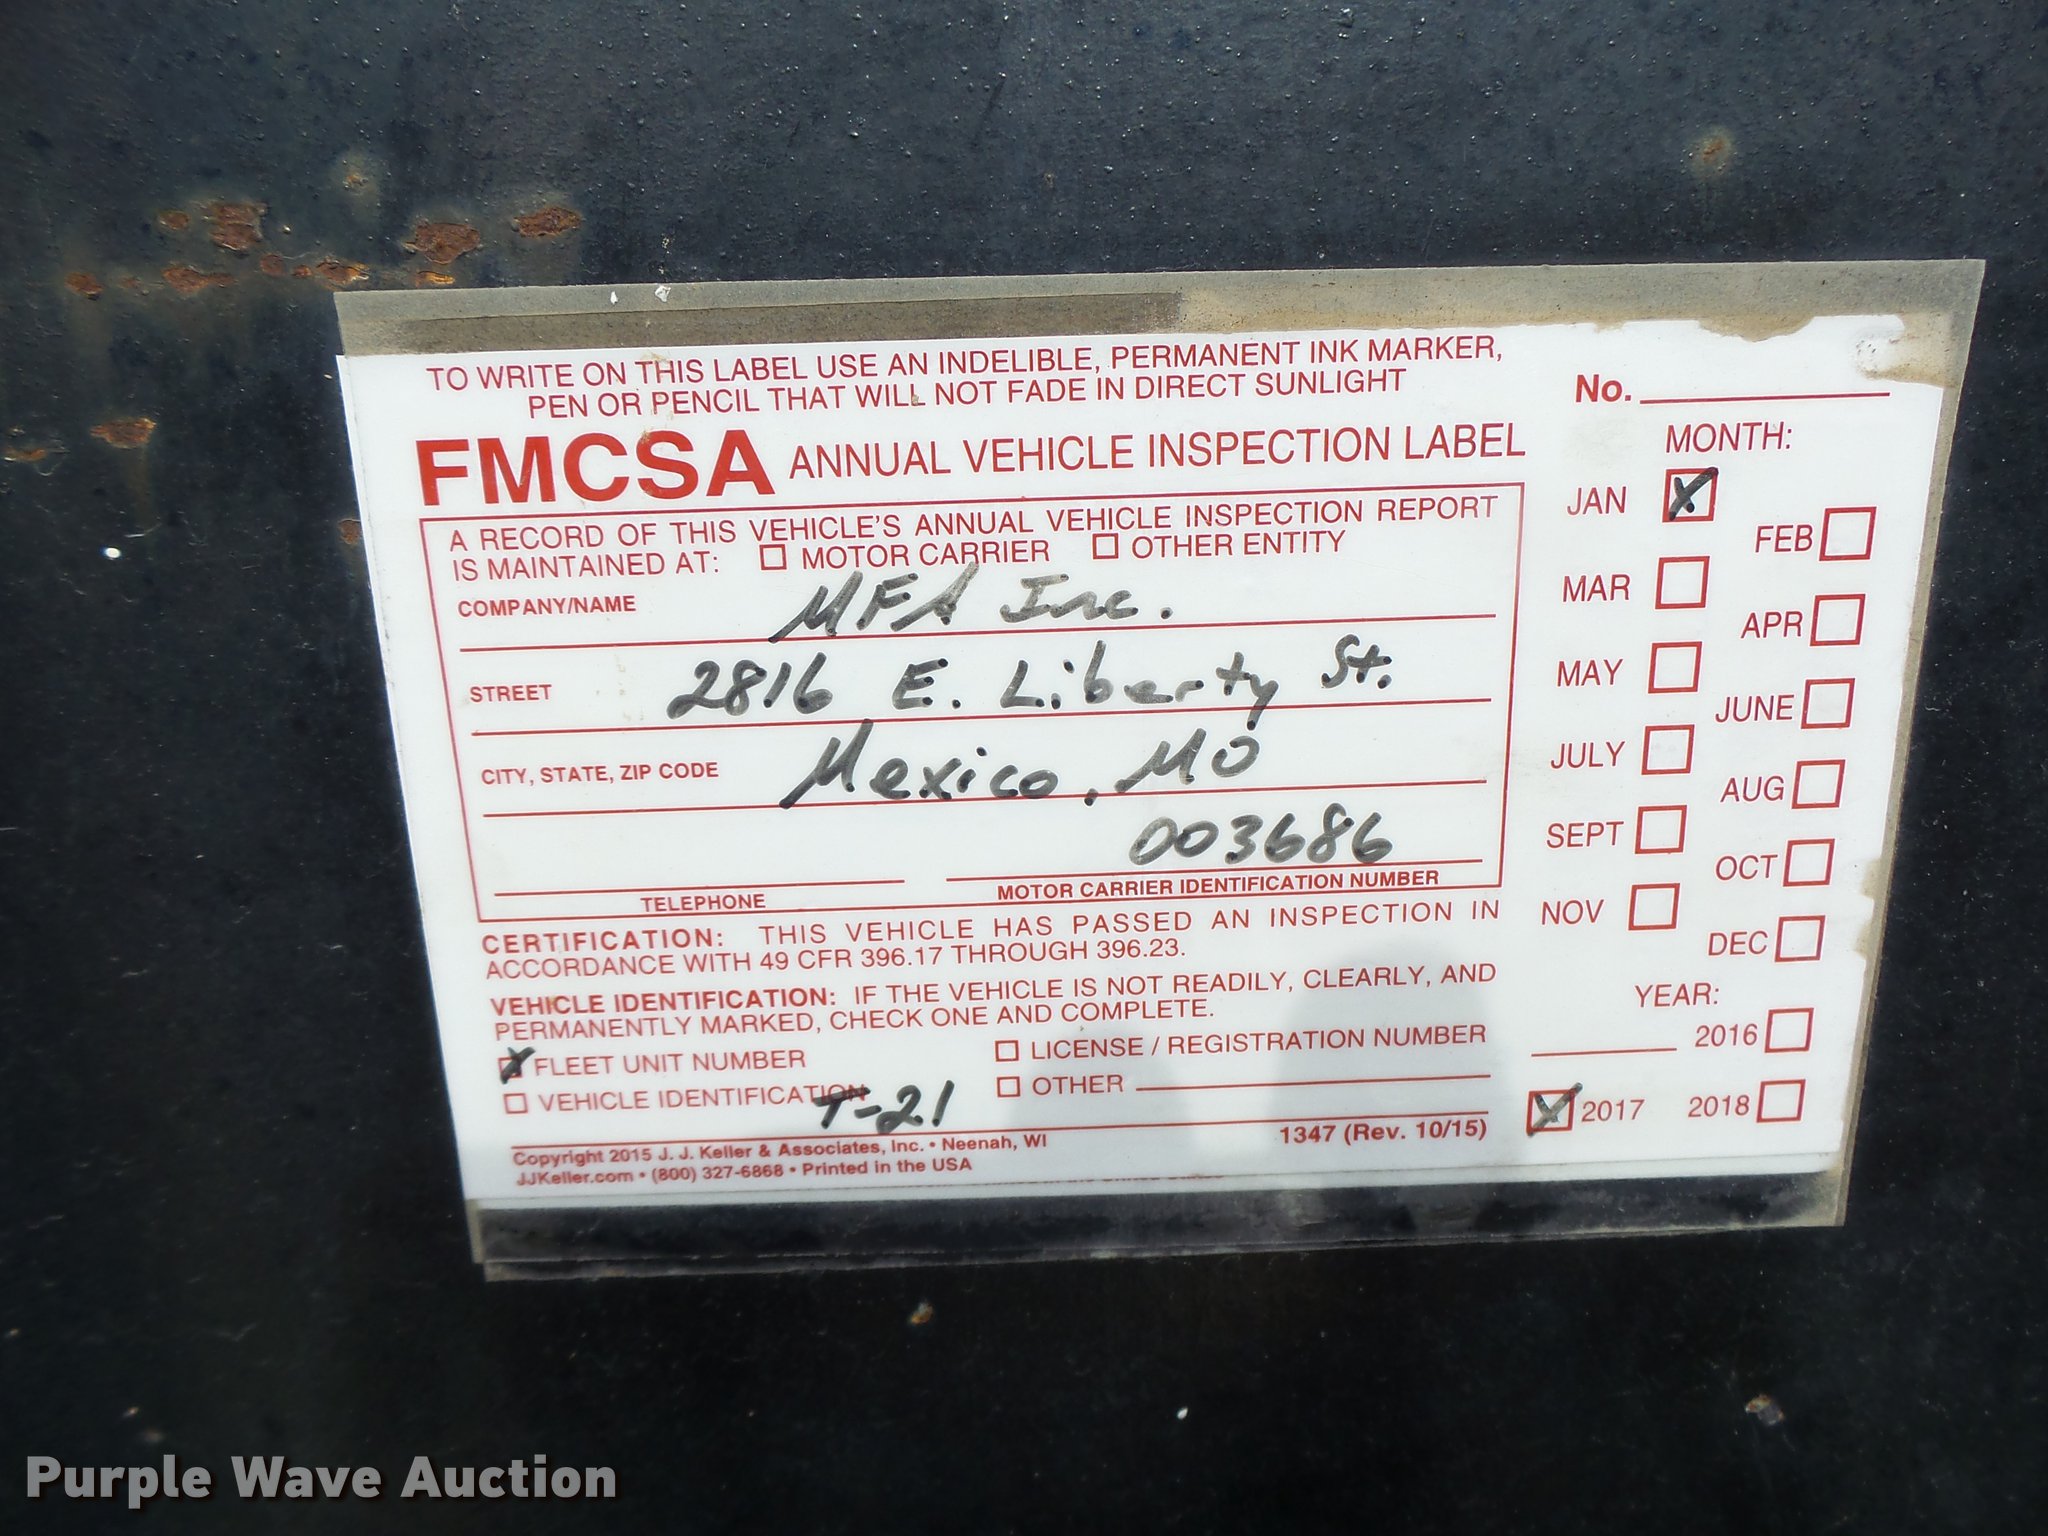 TO WRITE ON THIS LABEL USE AN INDELIBLE, PERMANENT INK MARKER,
PEN OR PENCIL THAT WILL NOT FADE IN DIRECT SUNLIGHT
FMCSA ANNUAL VEHICLE INSPECTION LABEL
A RECORD OF THIS VEHICLE'S ANNUAL VEHICLE INSPECTION REPORT
IS MAINTAINED AT: MOTOR CARRIER OTHER ENTITY
COMPANY/NAME MFA Inc.
STREET 2816 E. Liberty St.
CITY, STATE, ZIP CODE Mexico, MO
003686
TELEPHONE MOTOR CARRIER IDENTIFICATION NUMBER
CERTIFICATION: THIS VEHICLE HAS PASSED AN INSPECTION IN
ACCORDANCE WITH 49 CFR 396.17 THROUGH 396.23.
VEHICLE IDENTIFICATION: IF THE VEHICLE IS NOT READILY, CLEARLY, AND
PERMANENTLY MARKED, CHECK ONE AND COMPLETE.
X FLEET UNIT NUMBER LICENSE / REGISTRATION NUMBER
VEHICLE IDENTIFICATION OTHER
T-21
Copyright 2015 J. J. Keller & Associates, Inc. • Neenah, WI 1347 (Rev. 10/15)
JJKeller.com • (800) 327-6868 • Printed in the USA
No.
MONTH:
JAN X
FEB
MAR
APR
MAY
JUNE
JULY
AUG
SEPT
OCT
NOV
DEC
YEAR:
2016
X 2017 2018
Purple Wave Auction